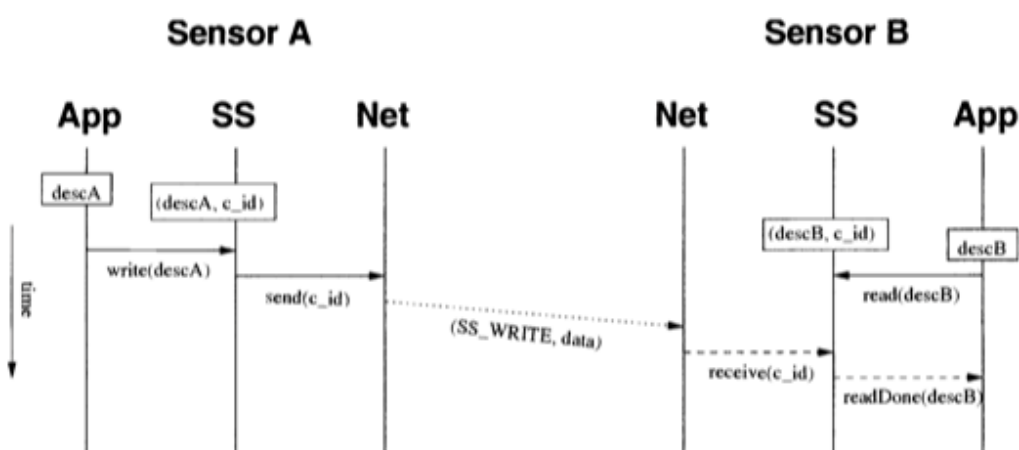 Sensor A
Sensor B
App
SS
Net
Net
SS
App
descA
(descA, c_id)
(descB, c_id)
descB
write(descA)
send(c_id)
read(descB)
time
(SS_WRITE, data)
receive(c_id)
readDone(descB)